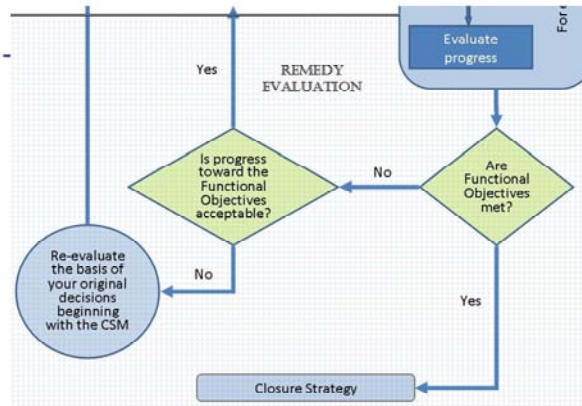 For e
Evaluate
progress
Yes
REMEDY
EVALUATION
Is progress
toward the
Functional
Objectives
acceptable?
No
Are
Functional
Objectives
met?
Re-evaluate
the basis of
your original
decisions
beginning
with the CSM
No
Yes
Closure Strategy